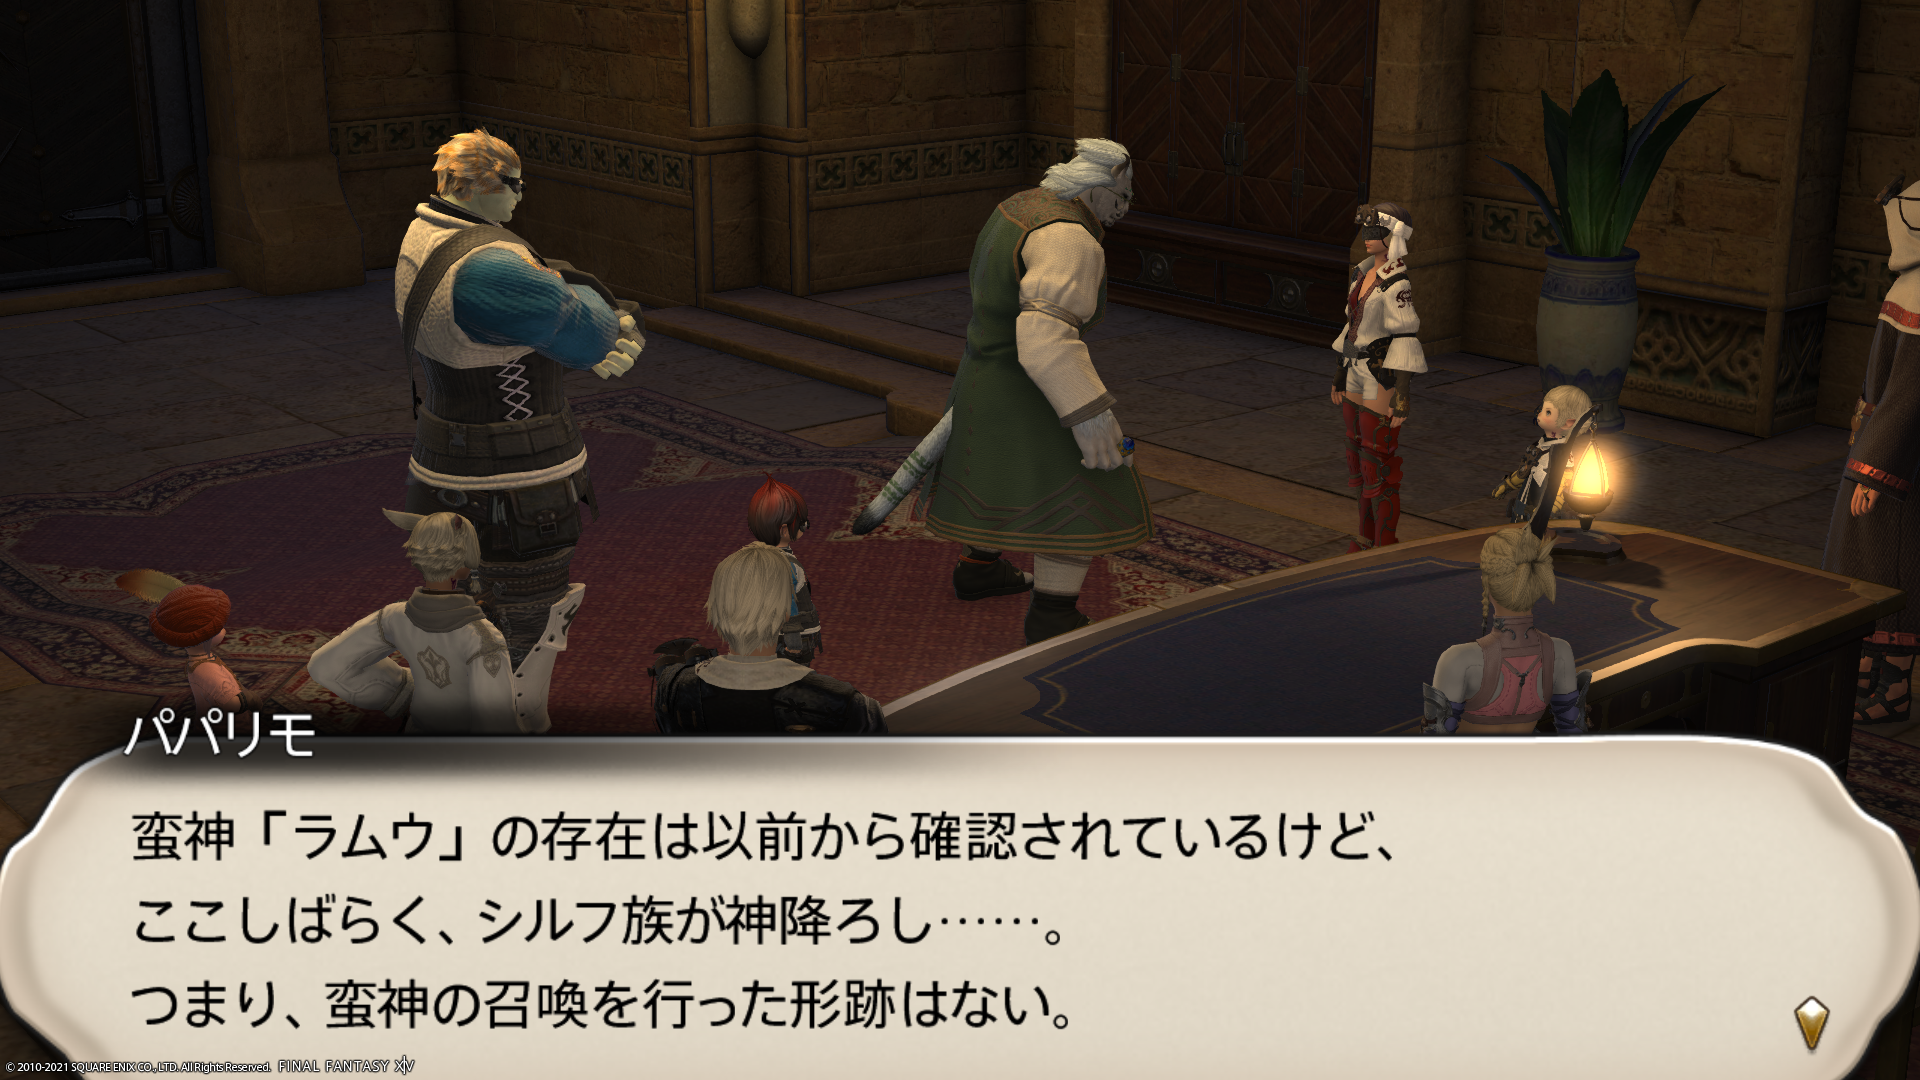 パパリモ
蛮神「ラムウ」の存在は以前から確認されているけど、
ここしばらく、シルフ族が神降ろし……。
つまり、蛮神の召喚を行った形跡はない。
© 2010-2021 SQUARE ENIX CO., LTD. All Rights Reserved. FINAL FANTASY XIV